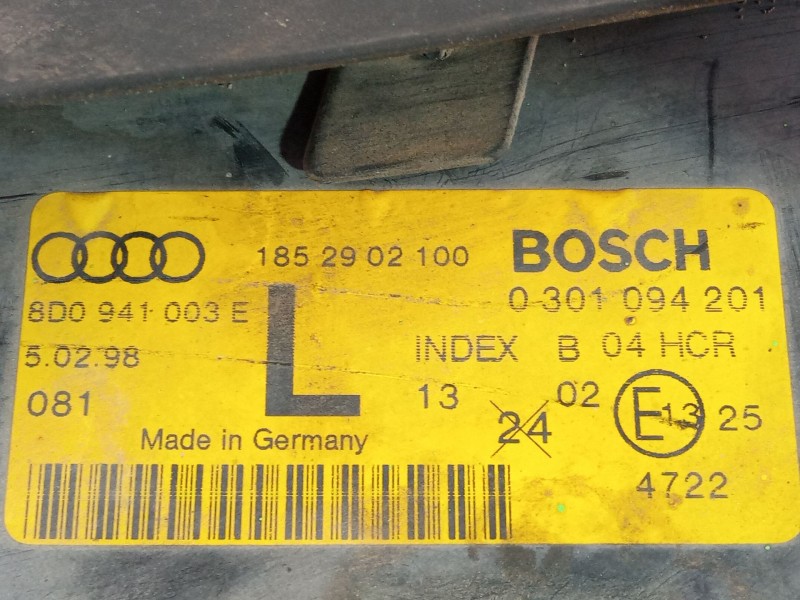 185 29 02 100 BOSCH
8D0 941 003 E 0 301 094 201
L
5.02.98 INDEX B 04 HCR
081 13 24 02 E 13 25
Made in Germany
4722